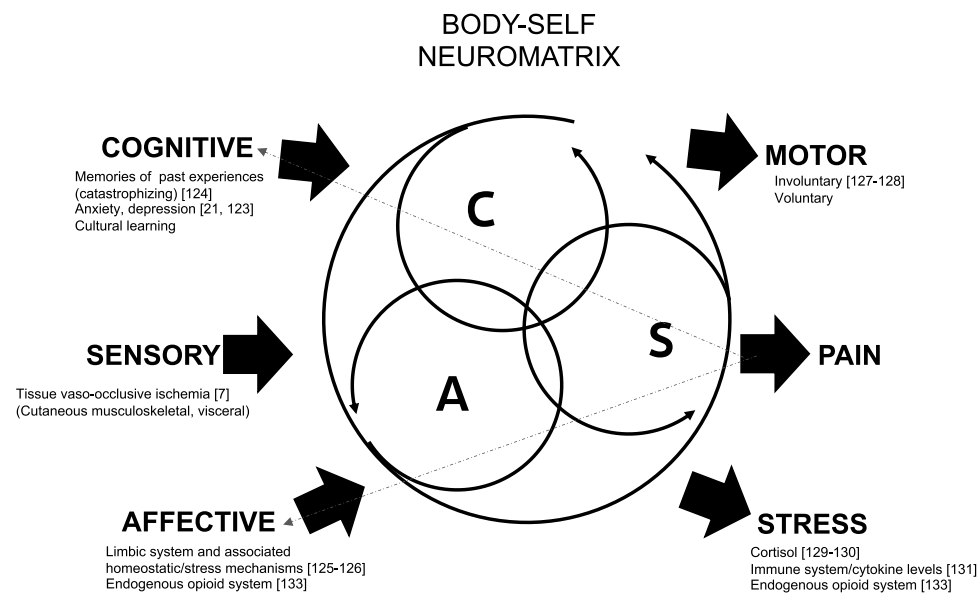 BODY-SELF
NEUROMATRIX
COGNITIVE
Memories of past experiences
(catastrophizing) [124]
Anxiety, depression [21, 123]
Cultural learning
MOTOR
Involuntary [127-128]
Voluntary
C
SENSORY
Tissue vaso-occlusive ischemia [7]
(Cutaneous musculoskeletal, visceral)
S
PAIN
A
AFFECTIVE
Limbic system and associated
homeostatic/stress mechanisms [125-126]
Endogenous opioid system [133]
STRESS
Cortisol [129-130]
Immune system/cytokine levels [131]
Endogenous opioid system [133]